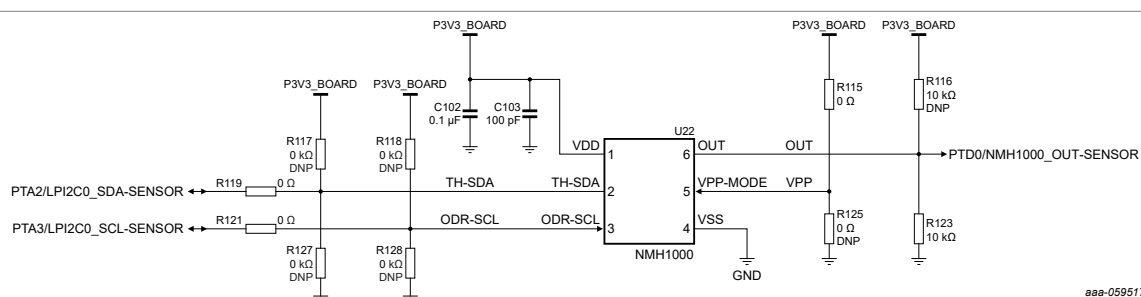 P3V3_BOARD
P3V3_BOARD
P3V3_BOARD
P3V3_BOARD
P3V3_BOARD
R115
0 Ω
R116
10 kΩ
DNP
C102
0.1 µF
C103
100 pF
U22
R117
0 kΩ
DNP
R118
0 kΩ
DNP
VDD
1
6
OUT
OUT
PTD0/NMH1000_OUT-SENSOR
PTA2/LPI2C0_SDA-SENSOR
R119
0 Ω
TH-SDA
TH-SDA
2
5
VPP-MODE
VPP
PTA3/LPI2C0_SCL-SENSOR
R121
0 Ω
ODR-SCL
ODR-SCL
3
4
VSS
R125
0 Ω
DNP
R123
10 kΩ
R127
0 kΩ
DNP
R128
0 kΩ
DNP
NMH1000
GND
aaa-059517